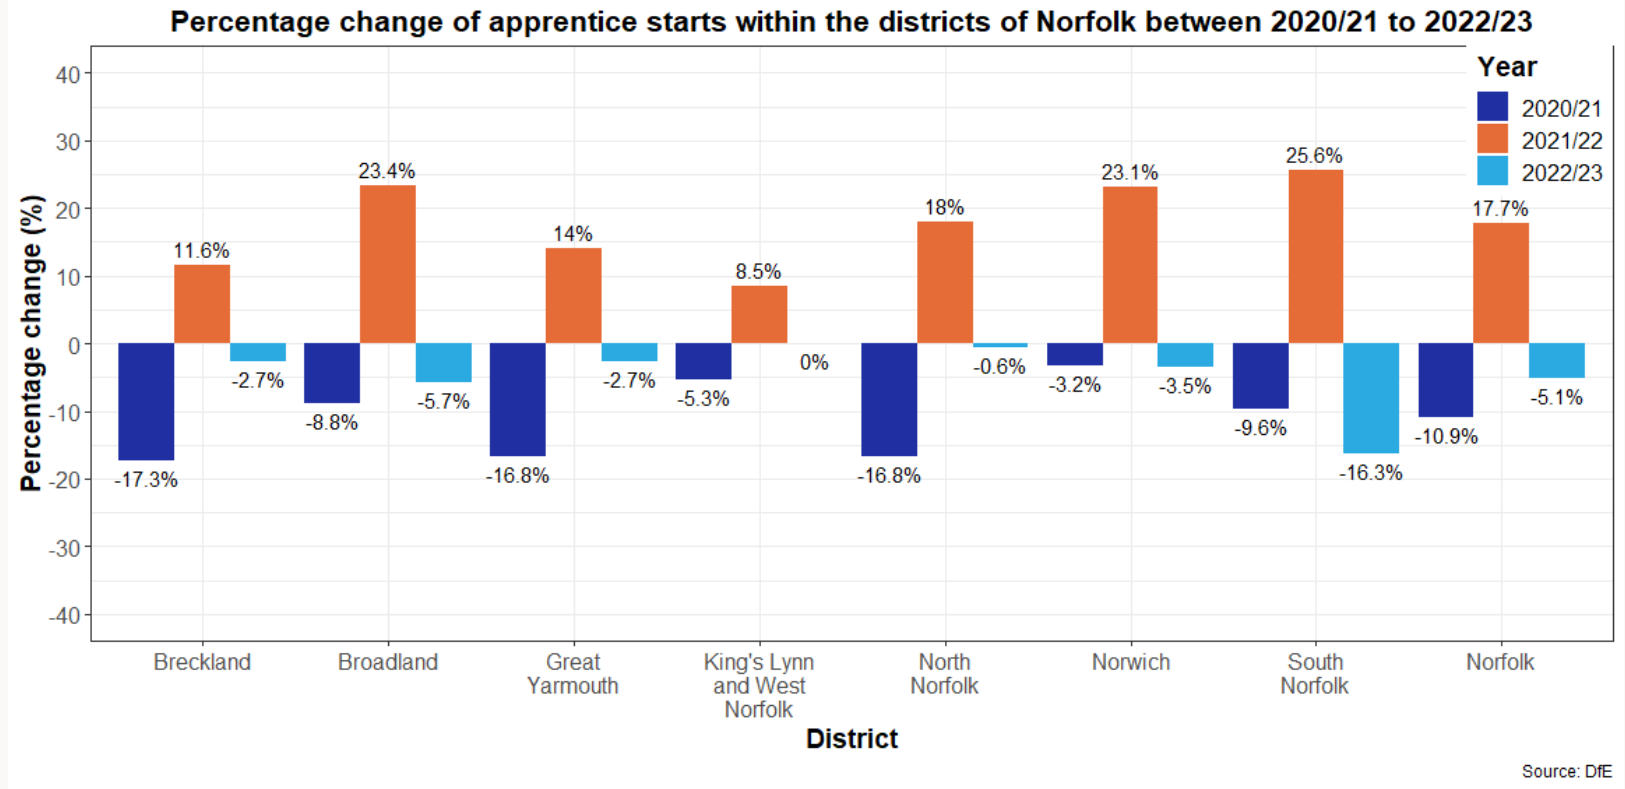 Percentage change of apprentice starts within the districts of Norfolk between 2020/21 to 2022/23
Year
2020/21
2021/22
2022/23
Percentage change (%)
40
30
20
10
0
-10
-20
-30
-40
-17.3%
11.6%
-2.7%
-8.8%
23.4%
-5.7%
-16.8%
14%
-2.7%
-5.3%
8.5%
0%
-16.8%
18%
-0.6%
-3.2%
23.1%
-3.5%
-9.6%
25.6%
-16.3%
-10.9%
17.7%
-5.1%
Breckland
Broadland
Great
Yarmouth
King's Lynn
and West
Norfolk
North
Norfolk
Norwich
South
Norfolk
Norfolk
District
Source: DfE